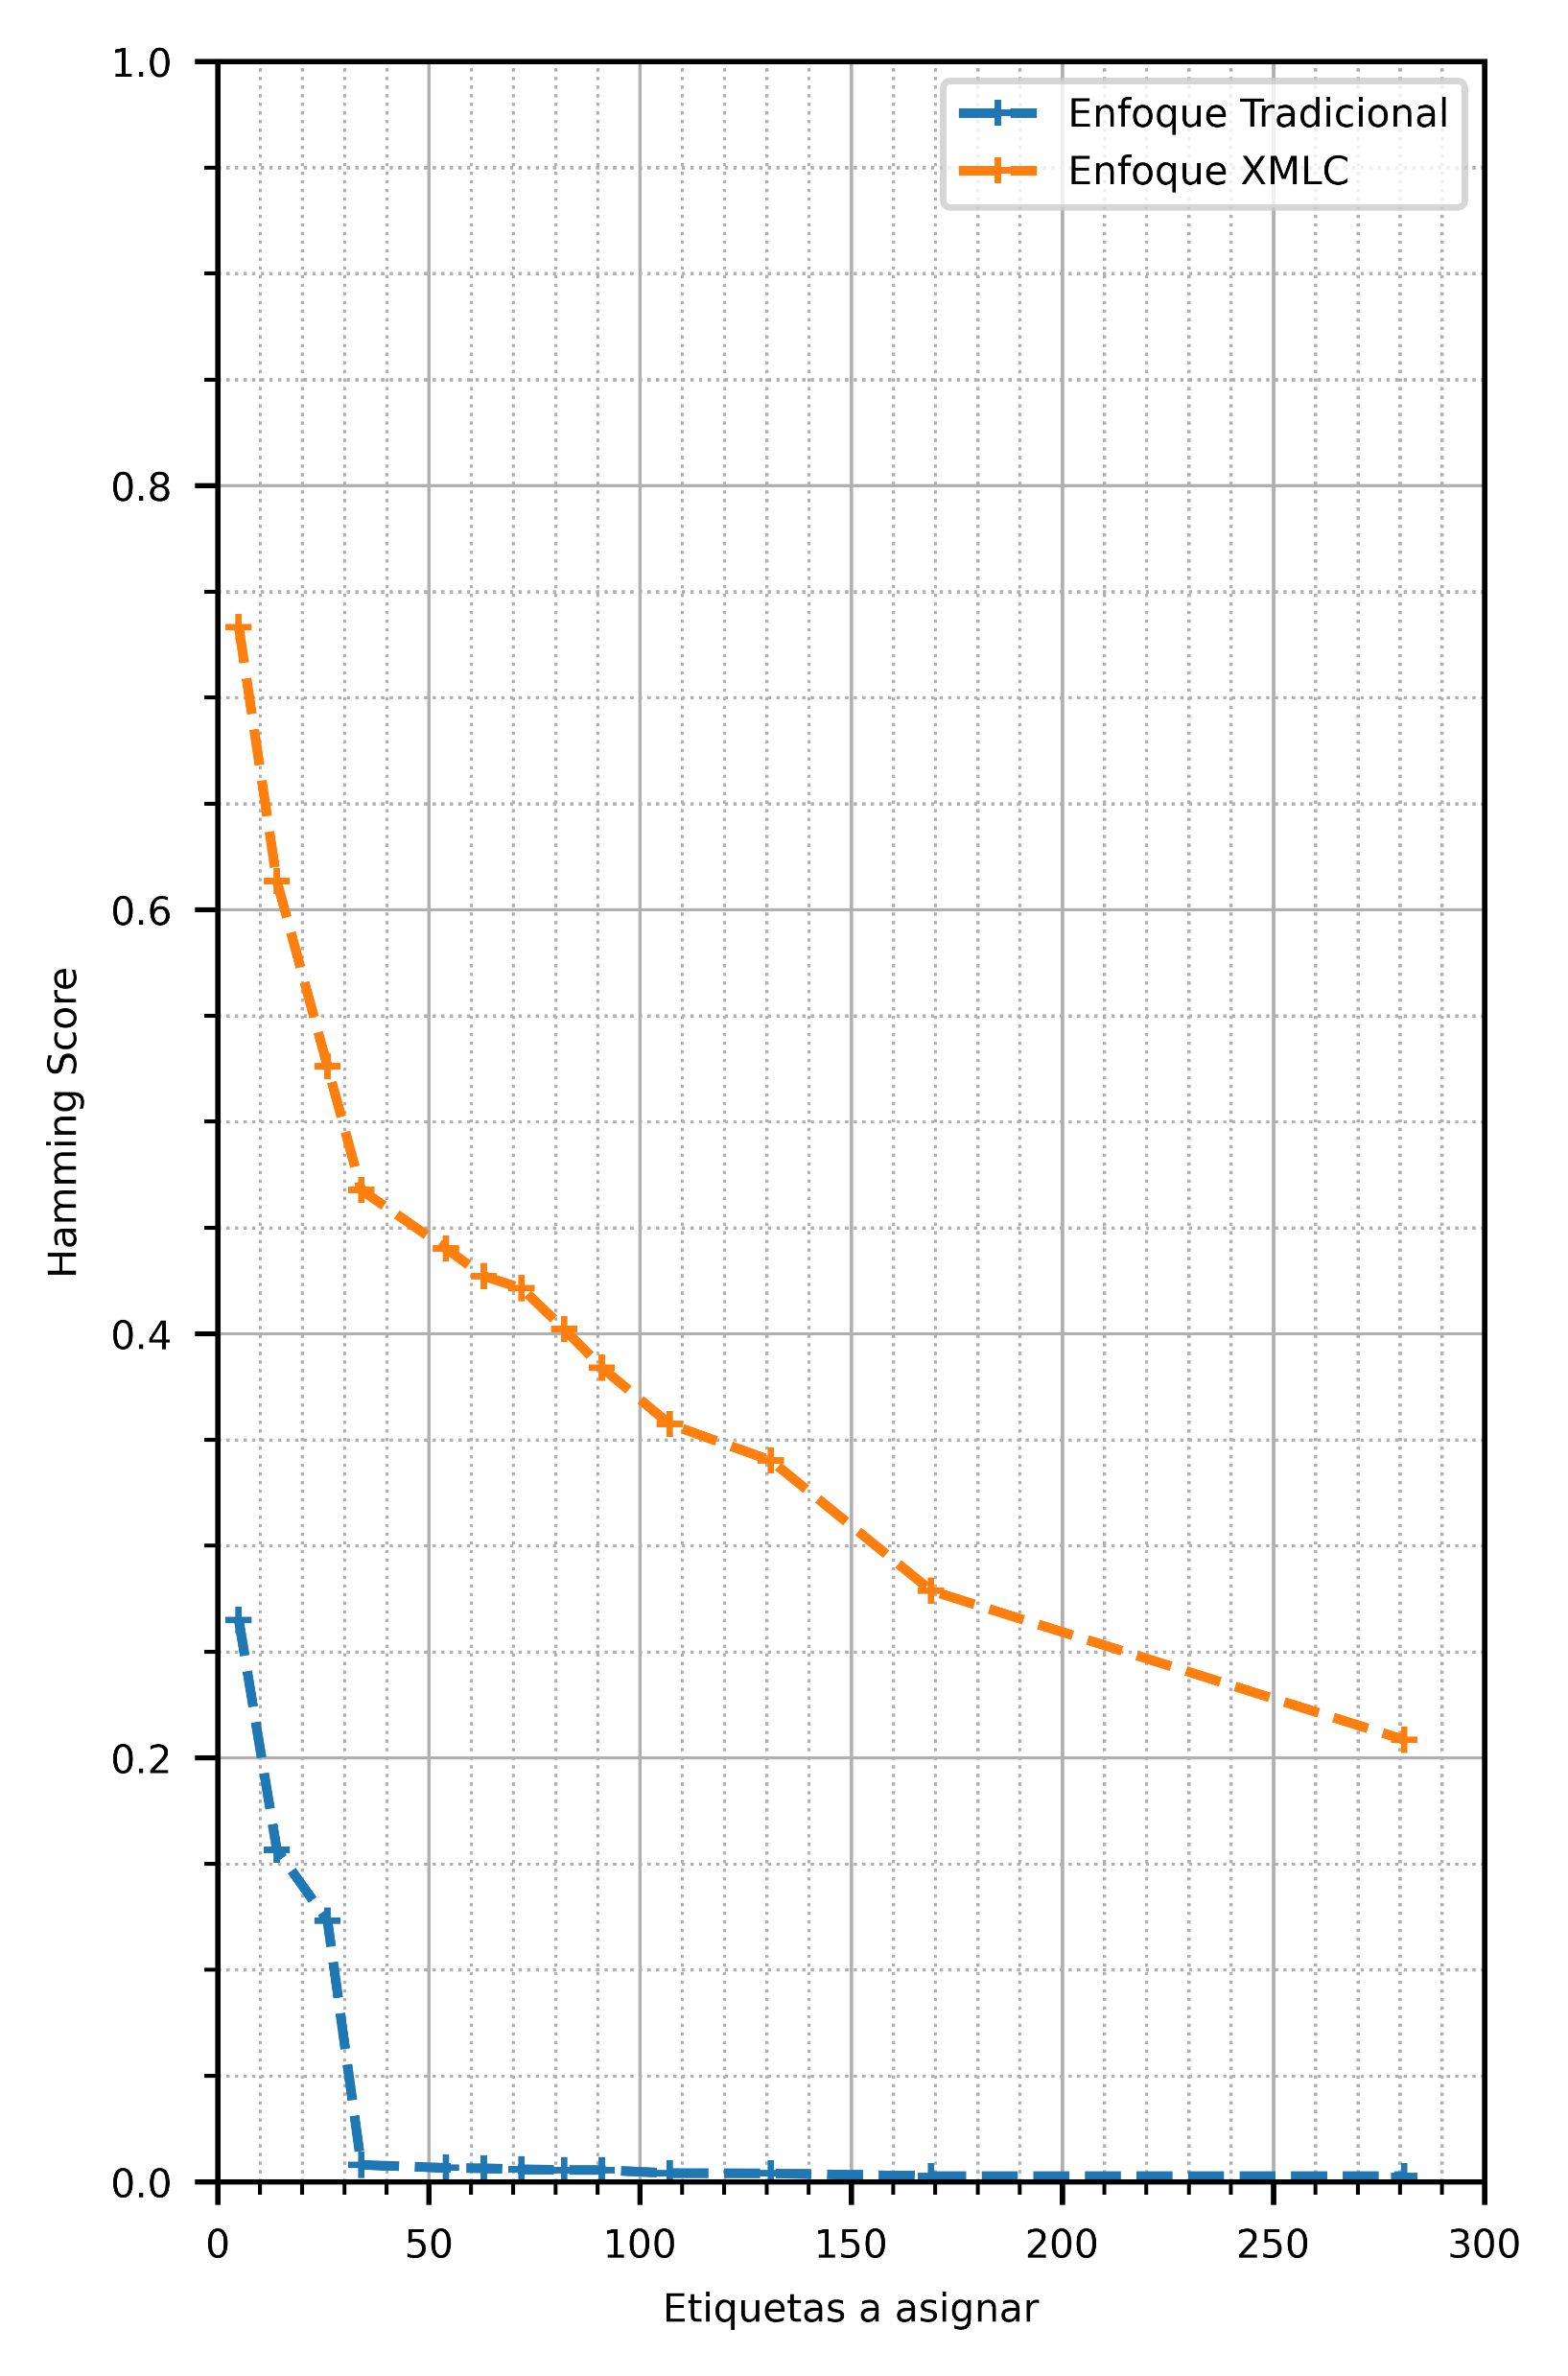 1.0
Enfoque Tradicional
Enfoque XMLC
0.8
0.6
Hamming Score
0.4
0.2
0.0
0 50 100 150 200 250 300
Etiquetas a asignar